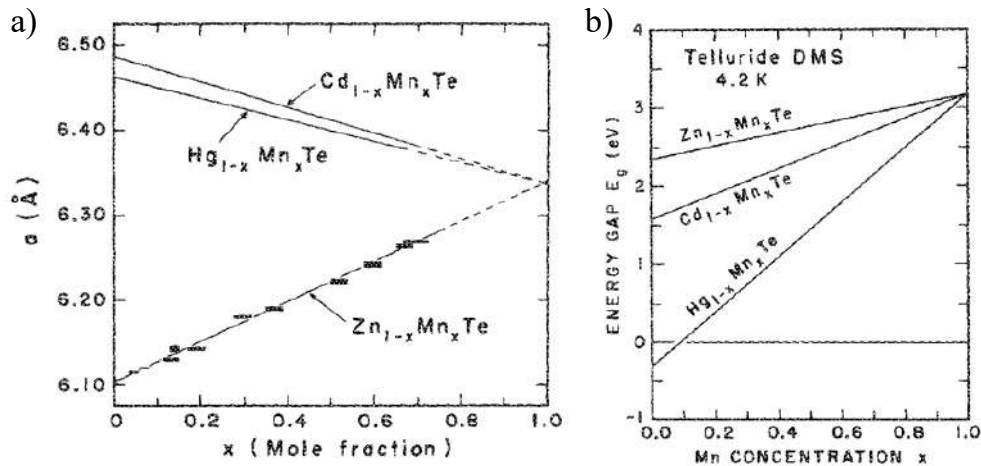 a)
6.50
6.40
6.30
6.20
6.10
a (Å)
Cd1-xMnxTe
Hg1-xMnxTe
Zn1-xMnxTe
0 0.2 0.4 0.6 0.8 1.0
x (Mole fraction)
b)
4
3
2
1
0
-1
ENERGY GAP Eg (eV)
Telluride DMS
4.2K
Zn1-xMnxTe
Cd1-xMnxTe
Hg1-xMnxTe
0.0 0.2 0.4 0.6 0.8 1.0
Mn CONCENTRATION x